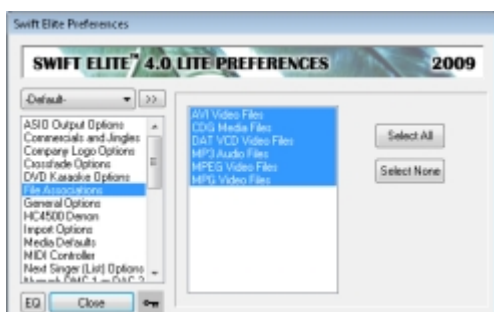 Swift Elite Preferences
SWIFT ELITE™ 4.0 LITE PREFERENCES 2009
-Default-
>>
ASIO Output Options
Commercials and Jingles
Company Logo Options
Crossfade Options
DVD Karaoke Options
File Associations
General Options
HC4500 Denon
Import Options
Media Defaults
MIDI Controller
Next Singer (List) Options
AVI Video Files
CDG Media Files
DAT VCD Video Files
MP3 Audio Files
MPEG Video Files
MPG Video Files
Select All
Select None
EQ
Close